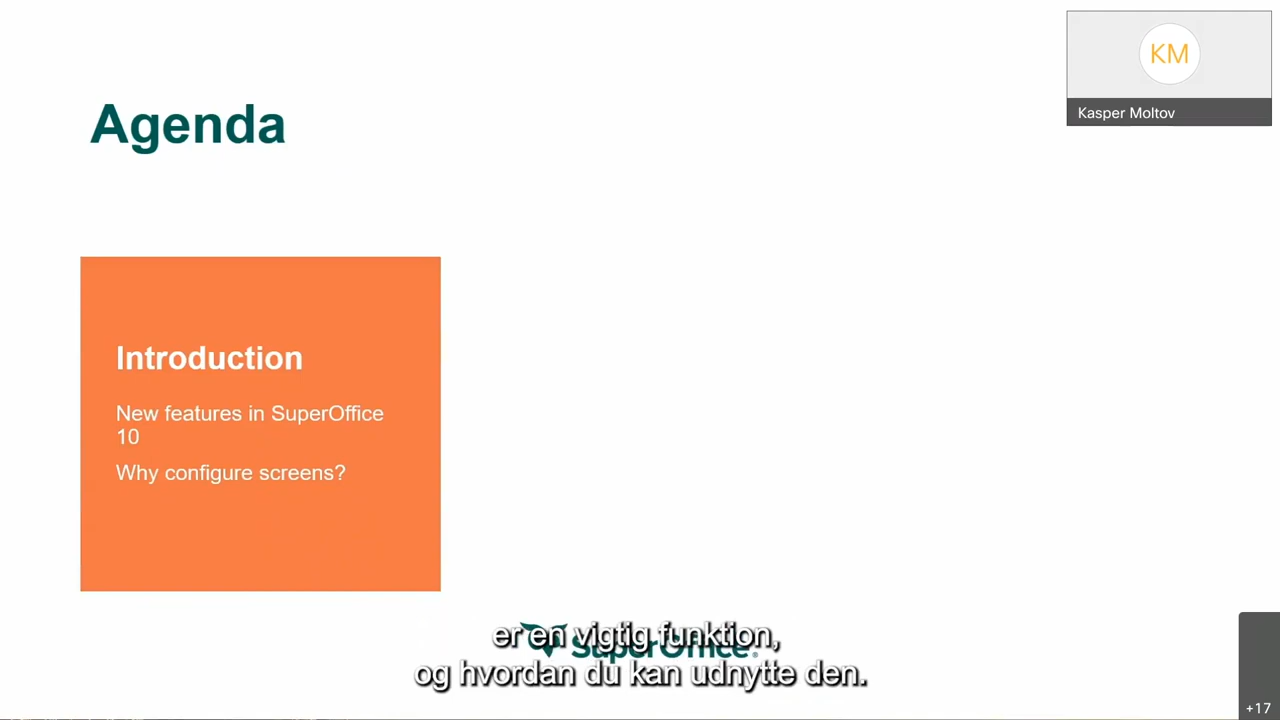 Agenda
KM
Kasper Moltov
Introduction
New features in SuperOffice
10
Why configure screens?
SuperOffice®
er en vigtig funktion,
og hvordan du kan udnytte den.
+17